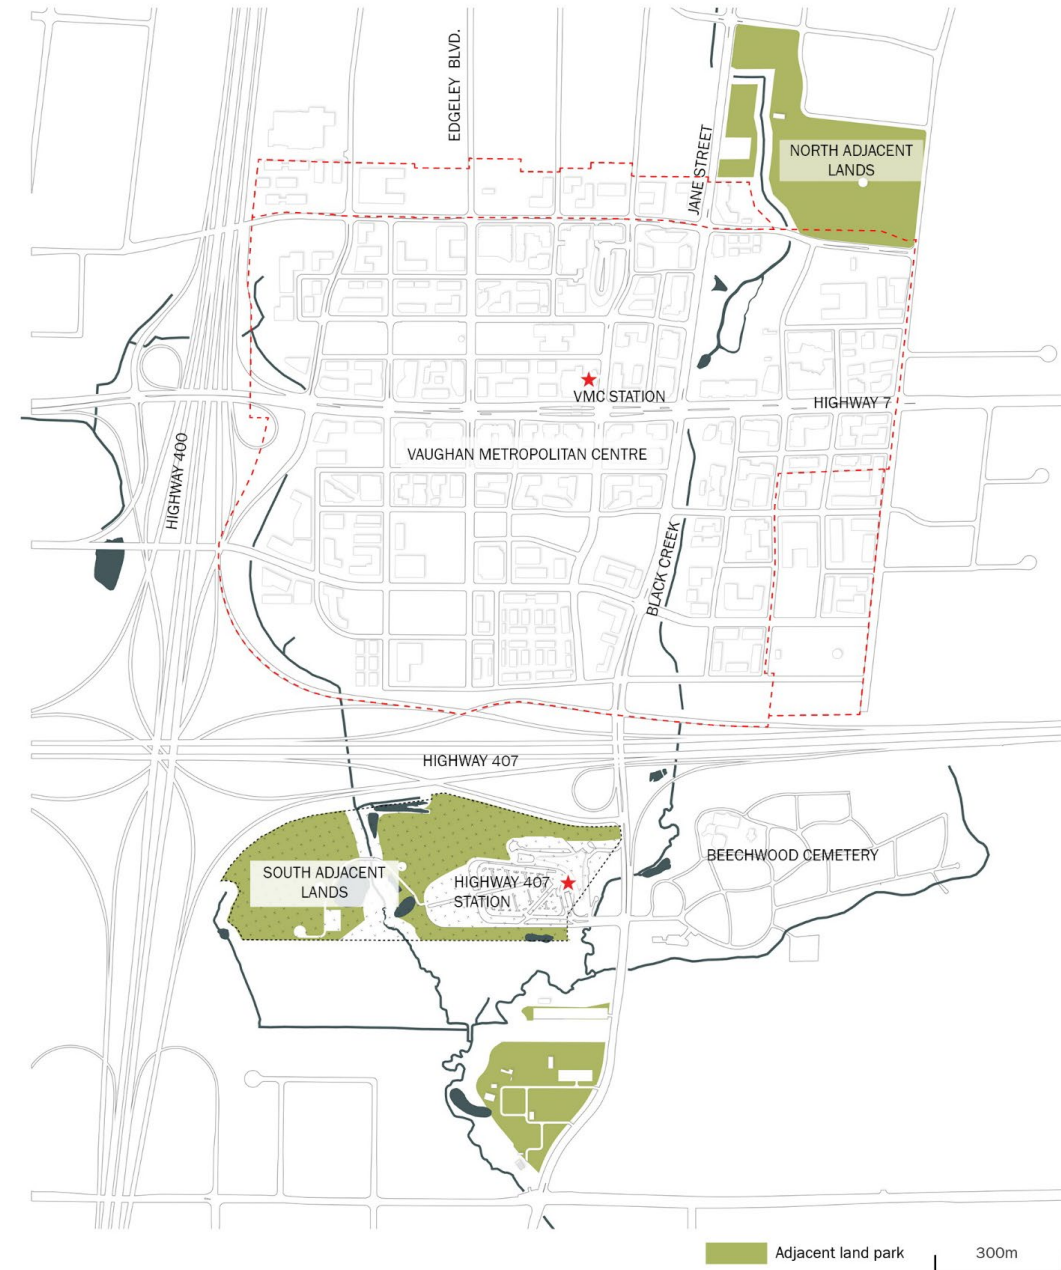 EDGELEY BLVD.
JANE STREET
NORTH ADJACENT
LANDS
VMC STATION
HIGHWAY 7
HIGHWAY 400
VAUGHAN METROPOLITAN CENTRE
BLACK CREEK
HIGHWAY 407
SOUTH ADJACENT
LANDS
HIGHWAY 407
STATION
BEECHWOOD CEMETERY
Adjacent land park
300m